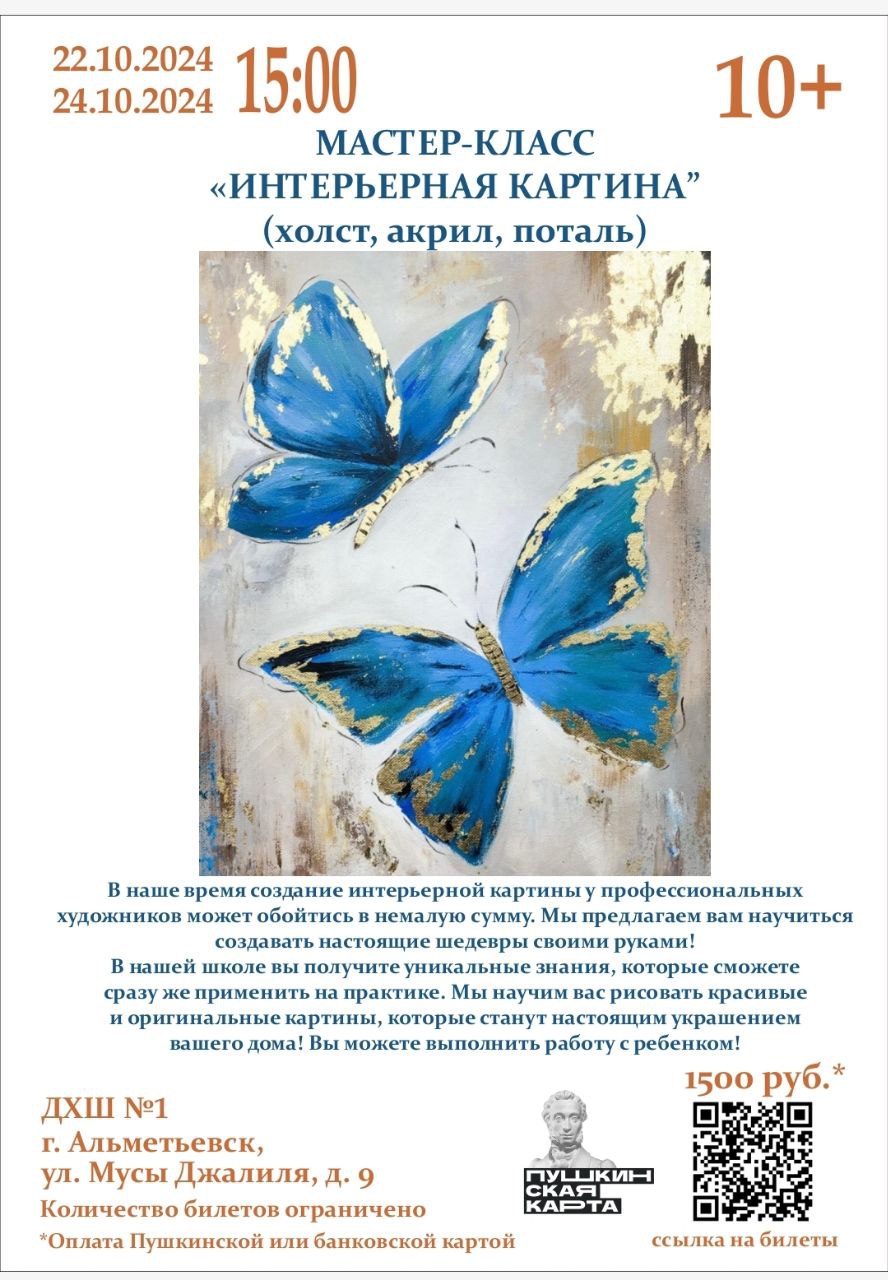 22.10.2024
24.10.2024
15:00
10+
МАСТЕР-КЛАСС
«ИНТЕРЬЕРНАЯ КАРТИНА”
(холст, акрил, поталь)
В наше время создание интерьерной картины у профессиональных
художников может обойтись в немалую сумму. Мы предлагаем вам научиться
создавать настоящие шедевры своими руками!
В нашей школе вы получите уникальные знания, которые сможете
сразу же применить на практике. Мы научим вас рисовать красивые
и оригинальные картины, которые станут настоящим украшением
вашего дома! Вы можете выполнить работу с ребенком!
1500 руб.*
ДХШ №1
г. Альметьевск,
ул. Мусы Джалиля, д. 9
Количество билетов ограничено
*Оплата Пушкинской или банковской картой
ПУШКИН
СКАЯ
КАРТА
ссылка на билеты